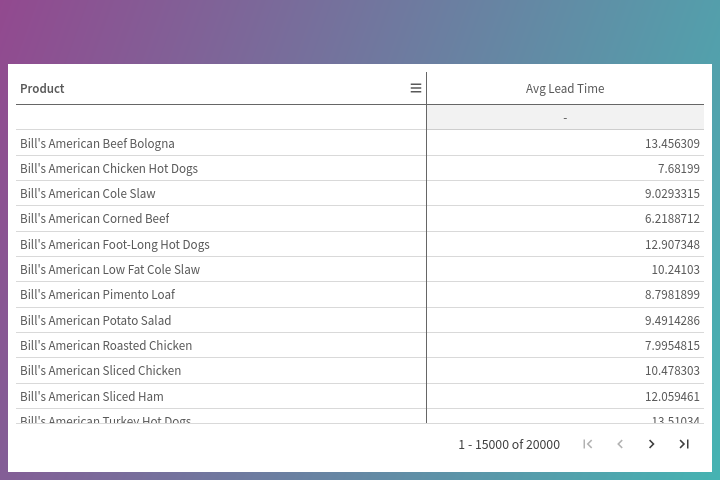 Product Avg Lead Time
-
Bill's American Beef Bologna 13.456309
Bill's American Chicken Hot Dogs 7.68199
Bill's American Cole Slaw 9.0293315
Bill's American Corned Beef 6.2188712
Bill's American Foot-Long Hot Dogs 12.907348
Bill's American Low Fat Cole Slaw 10.24103
Bill's American Pimento Loaf 8.7981899
Bill's American Potato Salad 9.4914286
Bill's American Roasted Chicken 7.9954815
Bill's American Sliced Chicken 10.478303
Bill's American Sliced Ham 12.059461
Bill's American Turkey Hot Dogs 13.51034
1 - 15000 of 20000